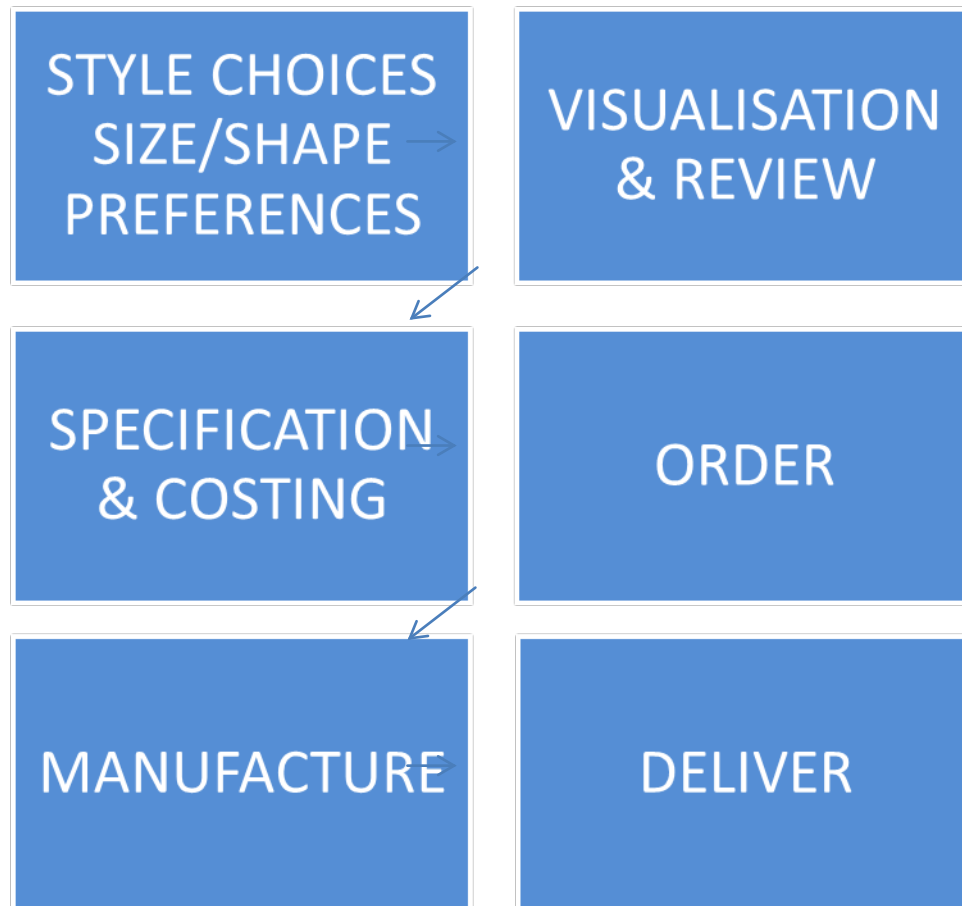 STYLE CHOICES
SIZE/SHAPE
PREFERENCES
VISUALISATION
& REVIEW
SPECIFICATION
& COSTING
ORDER
MANUFACTURE
DELIVER